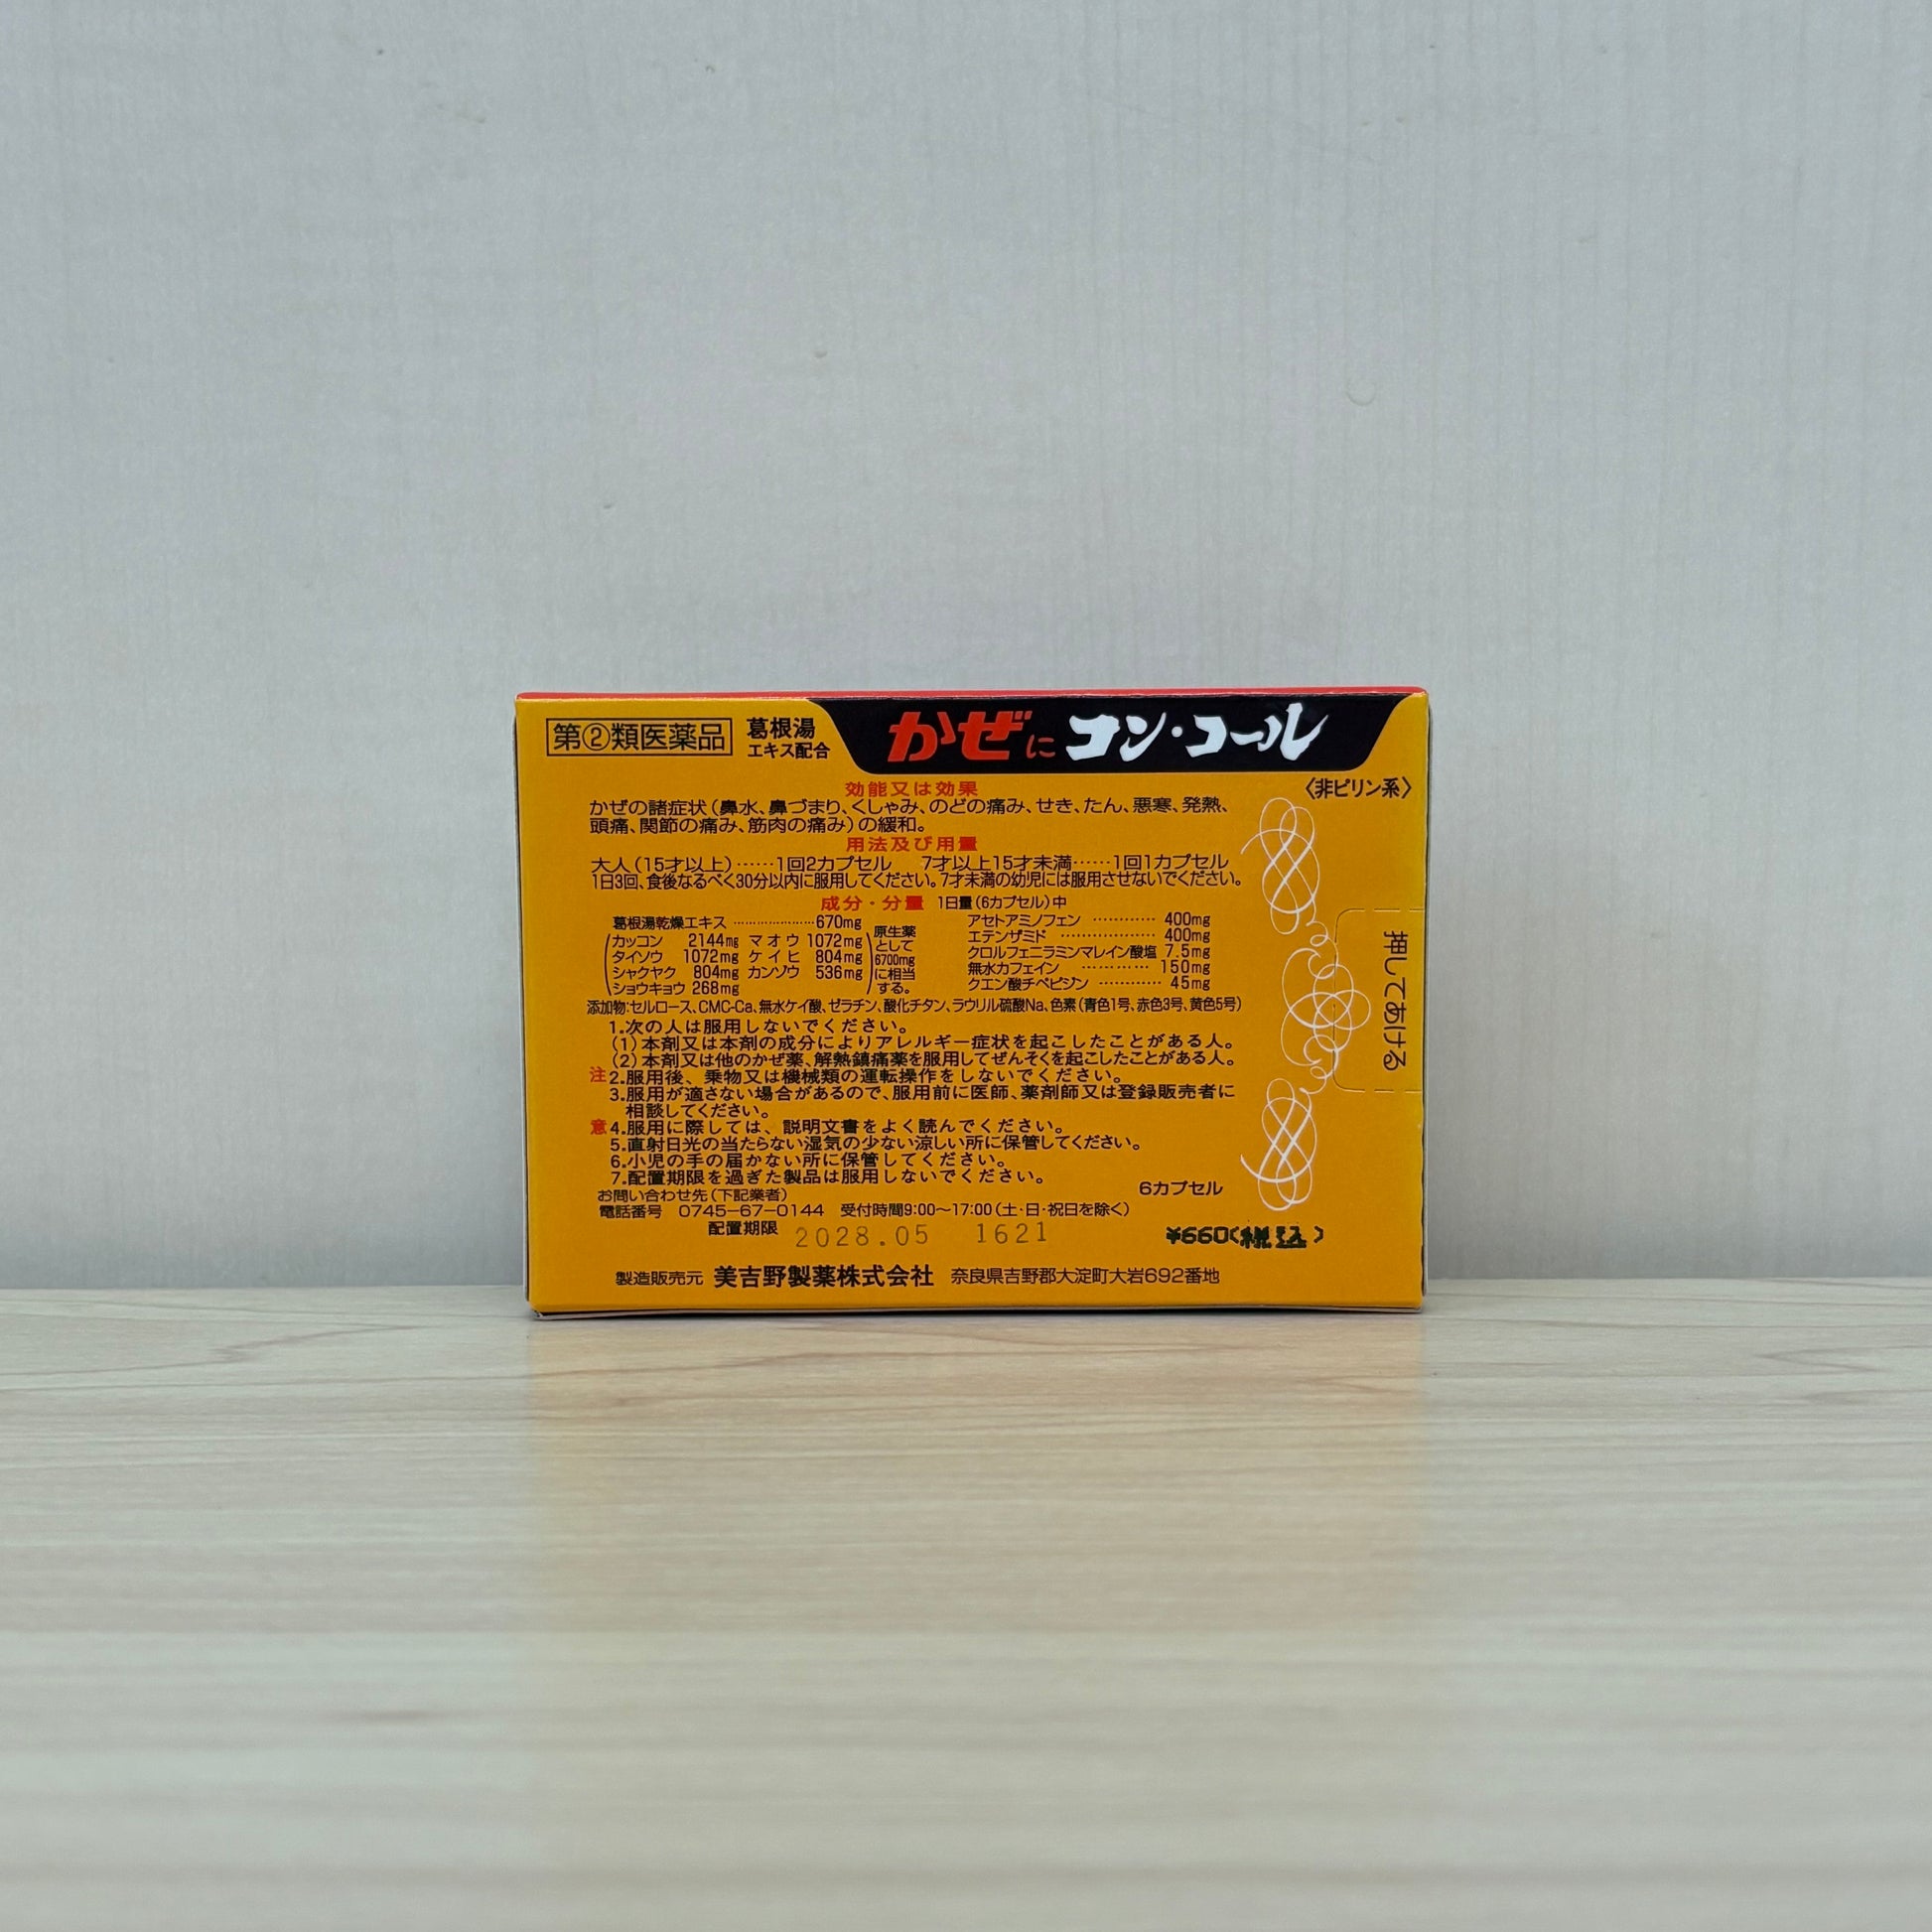 第②類医薬品 葛根湯エキス配合 かぜにコン・コール
〈非ピリン系〉
効能又は効果
かぜの諸症状(鼻水、鼻づまり、くしゃみ、のどの痛み、せき、たん、悪寒、発熱、
頭痛、関節の痛み、筋肉の痛み)の緩和。
用法及び用量
大人(15才以上)……1回2カプセル 7才以上15才未満……1回1カプセル
1日3回、食後なるべく30分以内に服用してください。7才未満の幼児には服用させないでください。
成分・分量 1日量(6カプセル)中
葛根湯乾燥エキス……………………670mg
カッコン 2144mg マオウ 1072mg
タイソウ 1072mg ケイヒ 804mg
シャクヤク 804mg カンゾウ 536mg
ショウキョウ 268mg
原生薬
として
6700mg
に相当
する。
アセトアミノフェン…………400mg
エテンザミド………………400mg
クロルフェニラミンマレイン酸塩 7.5mg
無水カフェイン…………150mg
クエン酸チペピジン…………45mg
添加物:セルロース、CMC-Ca、無水ケイ酸、ゼラチン、酸化チタン、ラウリル硫酸Na、色素(青色1号、赤色3号、黄色5号)
注意
1.次の人は服用しないでください。
(1)本剤又は本剤の成分によりアレルギー症状を起こしたことがある人。
(2)本剤又は他のかぜ薬、解熱鎮痛薬を服用してぜんそくを起こしたことがある人。
2.服用後、乗物又は機械類の運転操作をしないでください。
3.服用が適さない場合があるので、服用前に医師、薬剤師又は登録販売者に
相談してください。
4.服用に際しては、説明文書をよく読んでください。
5.直射日光の当たらない湿気の少ない涼しい所に保管してください。
6.小児の手の届かない所に保管してください。
7.配置期限を過ぎた製品は服用しないでください。
お問い合わせ先(下記業者)
電話番号 0745-67-0144 受付時間9:00~17:00(土・日・祝日を除く)
6カプセル
配置期限 2028.05 1621
¥660(税込)
製造販売元 美吉野製薬株式会社 奈良県吉野郡大淀町大岩692番地
押してあける